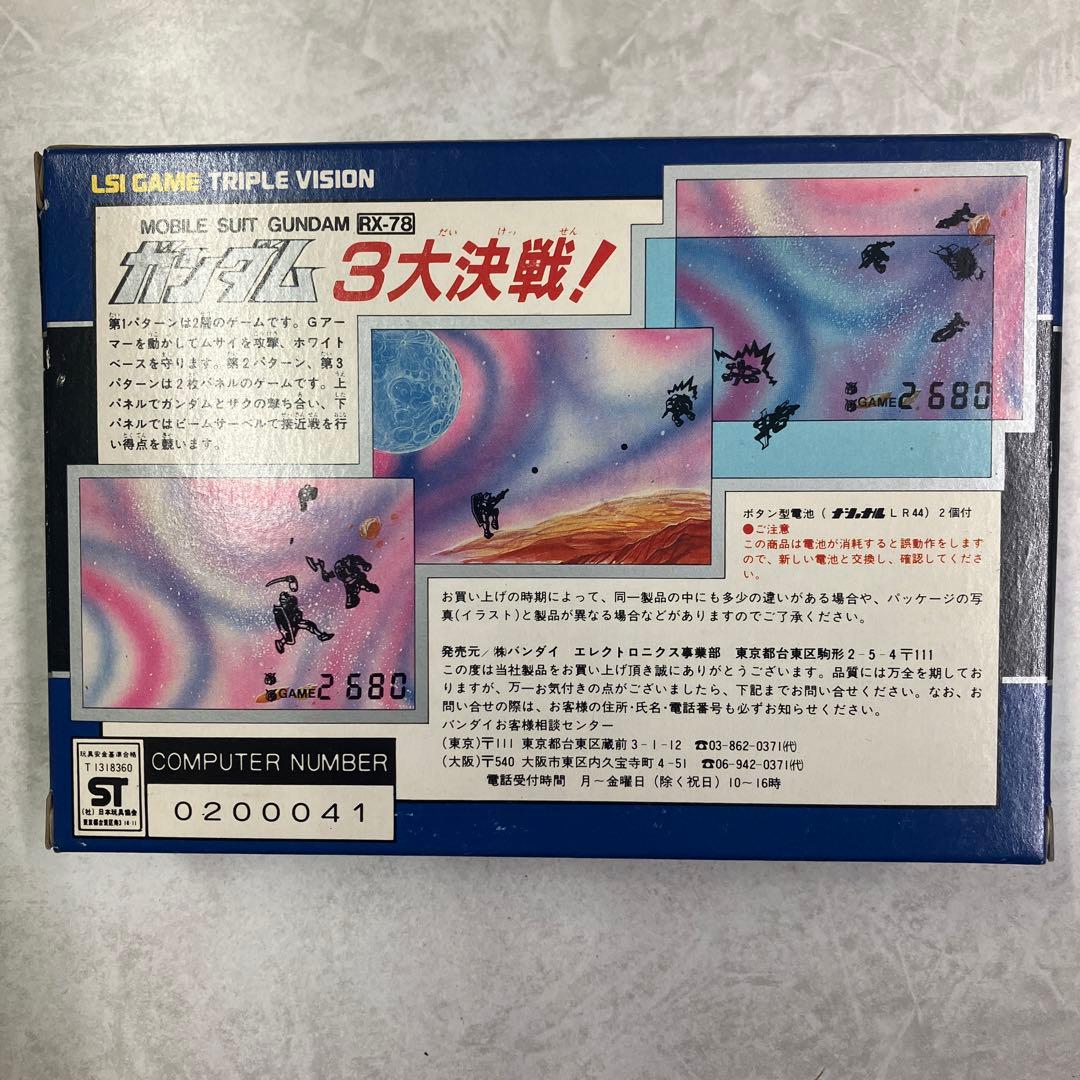 LSI GAME TRIPLE VISION
MOBILE SUIT GUNDAM RX-78
ガンダム 3大決戦!
だい けっ せん
第1パターンは2層のゲームです。Gアー
マーを動かしてムサイを攻撃、ホワイト
ベースを守ります。第2パターン、第3
パターンは2枚パネルのゲームです。上
パネルでガンダムとザクの撃ち合い、下
パネルではビームサーベルで接近戦を行
い得点を競います。
GAME 2680
GAME 2680
ボタン型電池(ナショナル LR44)2個付
●ご注意
この商品は電池が消耗すると誤動作をします
ので、新しい電池と交換し、確認してくださ
い。
お買い上げの時期によって、同一製品の中にも多少の違いがある場合や、パッケージの写
真(イラスト)と製品が異なる場合などがありますのでご了承ください。
発売元/㈱バンダイ エレクトロニクス事業部 東京都台東区駒形2-5-4〒111
この度は当社製品をお買い上げ頂き誠にありがとうございます。品質には万全を期してお
りますが、万一お気付きの点がございましたら、下記までお問い合せください。なお、お
問い合せの際は、お客様の住所・氏名・電話番号も必ずお知らせください。
バンダイお客様相談センター
(東京)〒111 東京都台東区蔵前3-1-12 ☎03-862-0371㈹
(大阪)〒540 大阪市東区内久宝寺町4-51 ☎06-942-0371㈹
電話受付時間 月〜金曜日(除く祝日)10〜16時
玩具安全基準合格
T 1318360
ST
(社)日本玩具協会
COMPUTER NUMBER
0200041